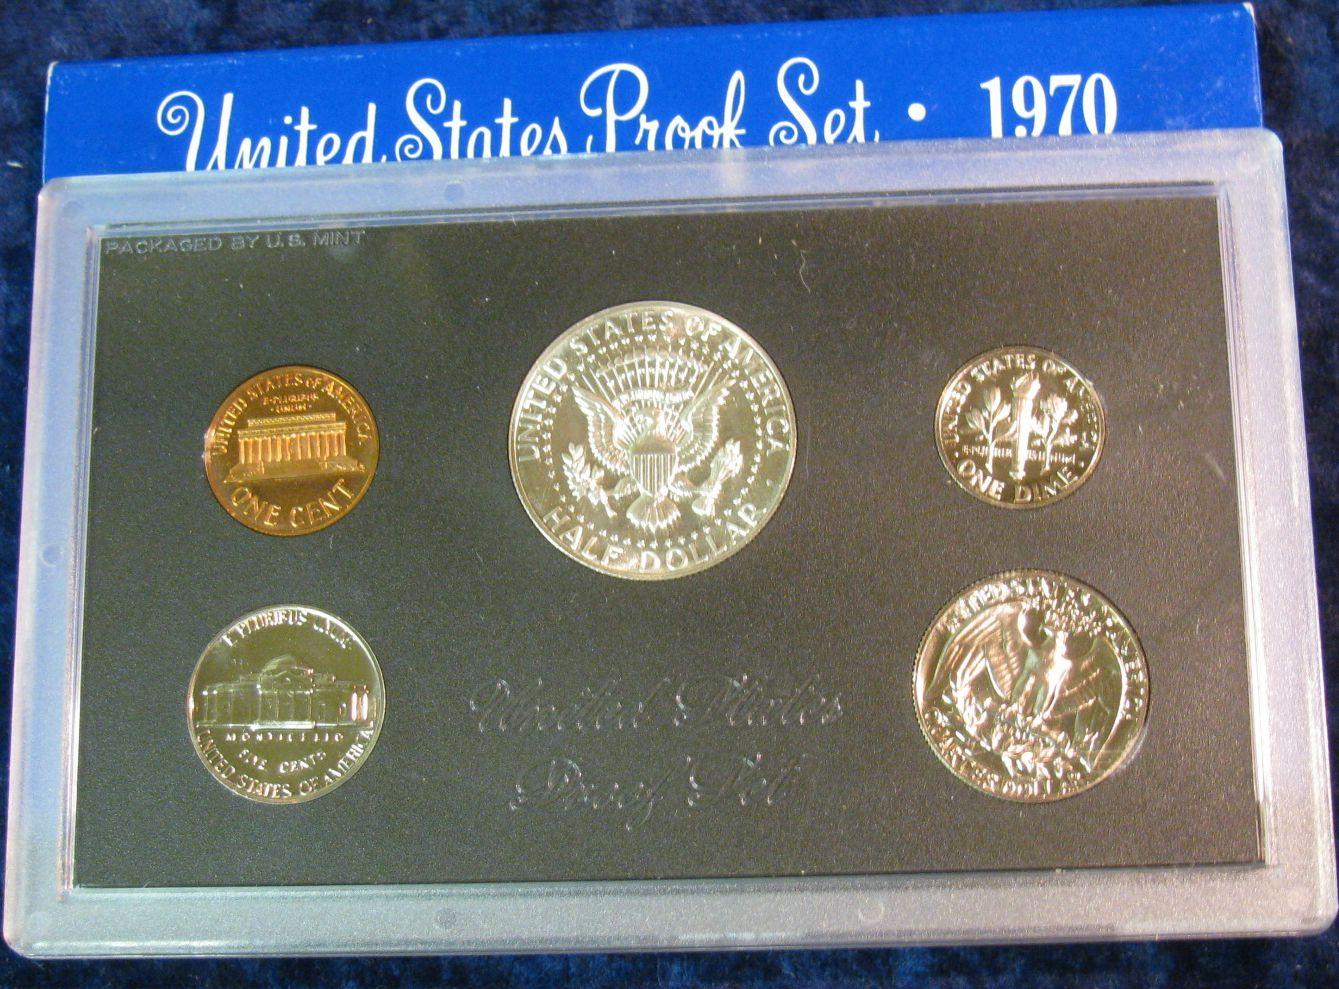 United States Proof Set • 1970
PACKAGED BY U.S. MINT
UNITED STATES OF AMERICA
E·PLURIBUS
·UNUM·
ONE CENT
UNITED STATES OF AMERICA
HALF DOLLAR
UNITED STATES OF AMERICA
E·PLURIBUS UNUM
ONE DIME
E PLURIBUS UNUM
MONTICELLO
FIVE CENTS
UNITED STATES OF AMERICA
UNITED STATES OF AMERICA
QUARTER DOLLAR
United States
Proof Set